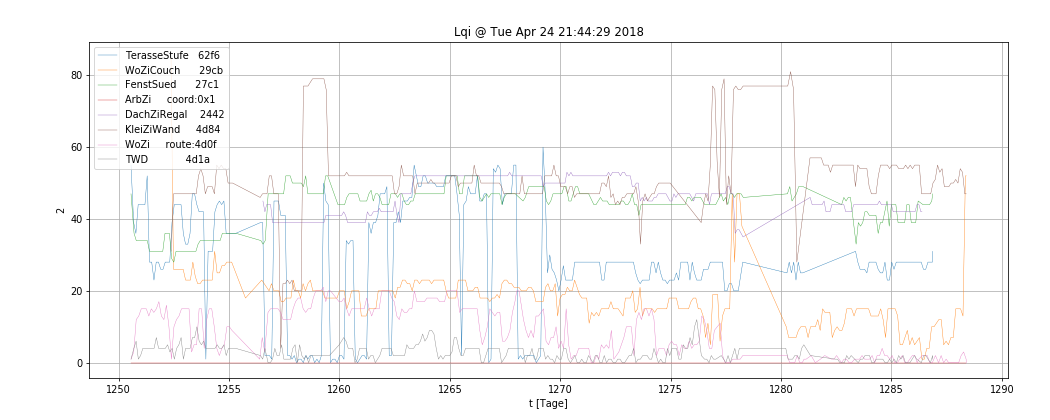 Lqi @ Tue Apr 24 21:44:29 2018
TerasseStufe 62f6
WoZiCouch 29cb
FenstSued 27c1
ArbZi coord:0x1
DachZiRegal 2442
KleiZiWand 4d84
WoZi route:4d0f
TWD 4d1a
80
60
40
20
0
2
1250 1255 1260 1265 1270 1275 1280 1285 1290
t [Tage]